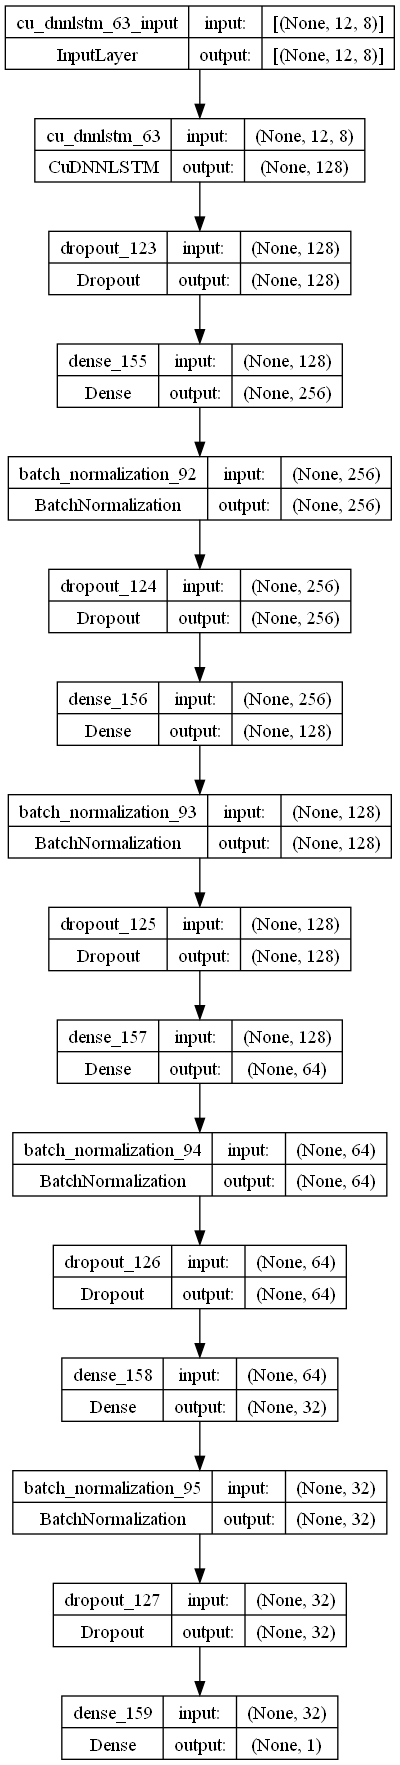 cu_dnnlstm_63_input input: [(None, 12, 8)]
InputLayer output: [(None, 12, 8)]
cu_dnnlstm_63 input: (None, 12, 8)
CuDNNLSTM output: (None, 128)
dropout_123 input: (None, 128)
Dropout output: (None, 128)
dense_155 input: (None, 128)
Dense output: (None, 256)
batch_normalization_92 input: (None, 256)
BatchNormalization output: (None, 256)
dropout_124 input: (None, 256)
Dropout output: (None, 256)
dense_156 input: (None, 256)
Dense output: (None, 128)
batch_normalization_93 input: (None, 128)
BatchNormalization output: (None, 128)
dropout_125 input: (None, 128)
Dropout output: (None, 128)
dense_157 input: (None, 128)
Dense output: (None, 64)
batch_normalization_94 input: (None, 64)
BatchNormalization output: (None, 64)
dropout_126 input: (None, 64)
Dropout output: (None, 64)
dense_158 input: (None, 64)
Dense output: (None, 32)
batch_normalization_95 input: (None, 32)
BatchNormalization output: (None, 32)
dropout_127 input: (None, 32)
Dropout output: (None, 32)
dense_159 input: (None, 32)
Dense output: (None, 1)